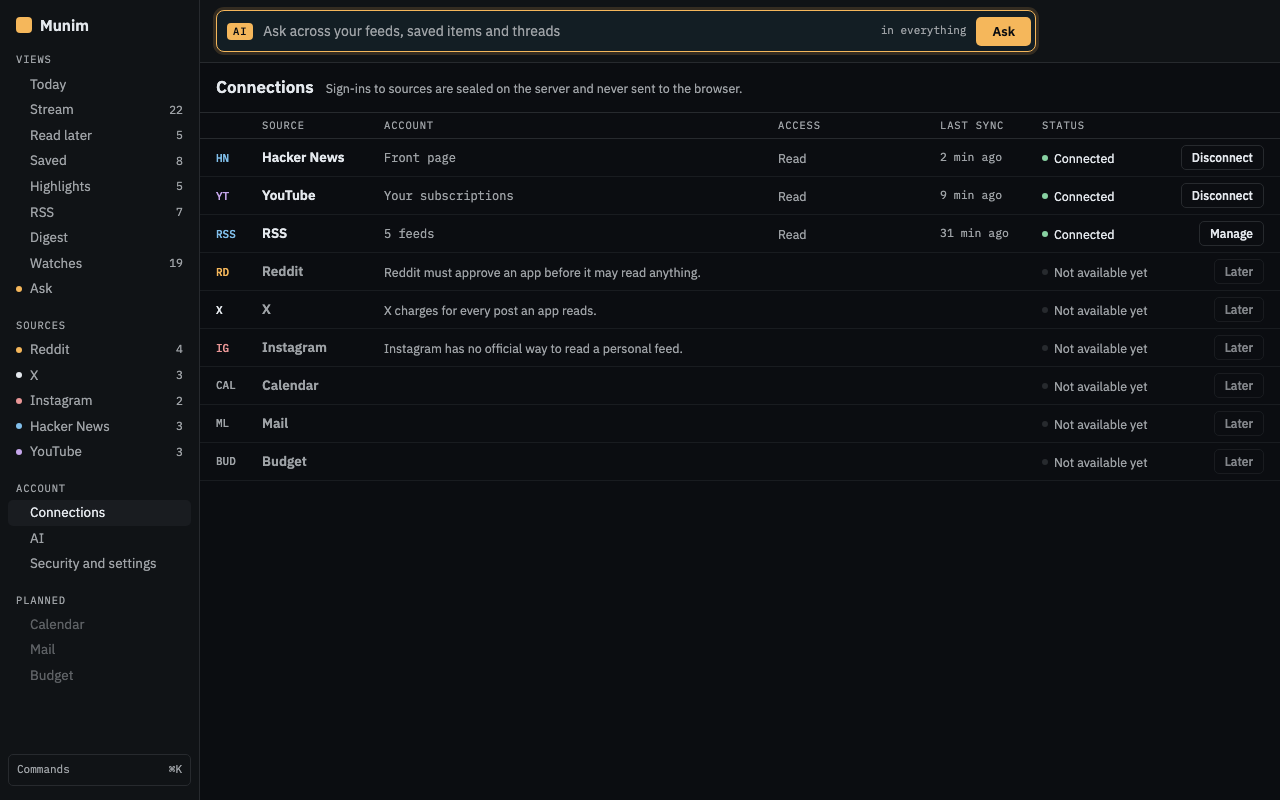 Munim
VIEWS
Today
Stream 22
Read later 5
Saved 8
Highlights 5
RSS 7
Digest
Watches 19
Ask
SOURCES
Reddit 4
X 3
Instagram 2
Hacker News 3
YouTube 3
ACCOUNT
Connections
AI
Security and settings
PLANNED
Calendar
Mail
Budget
Commands ⌘K
AI Ask across your feeds, saved items and threads in everything Ask
Connections Sign-ins to sources are sealed on the server and never sent to the browser.
SOURCE ACCOUNT ACCESS LAST SYNC STATUS
HN Hacker News Front page Read 2 min ago Connected Disconnect
YT YouTube Your subscriptions Read 9 min ago Connected Disconnect
RSS RSS 5 feeds Read 31 min ago Connected Manage
RD Reddit Reddit must approve an app before it may read anything. Not available yet Later
X X X charges for every post an app reads. Not available yet Later
IG Instagram Instagram has no official way to read a personal feed. Not available yet Later
CAL Calendar Not available yet Later
ML Mail Not available yet Later
BUD Budget Not available yet Later